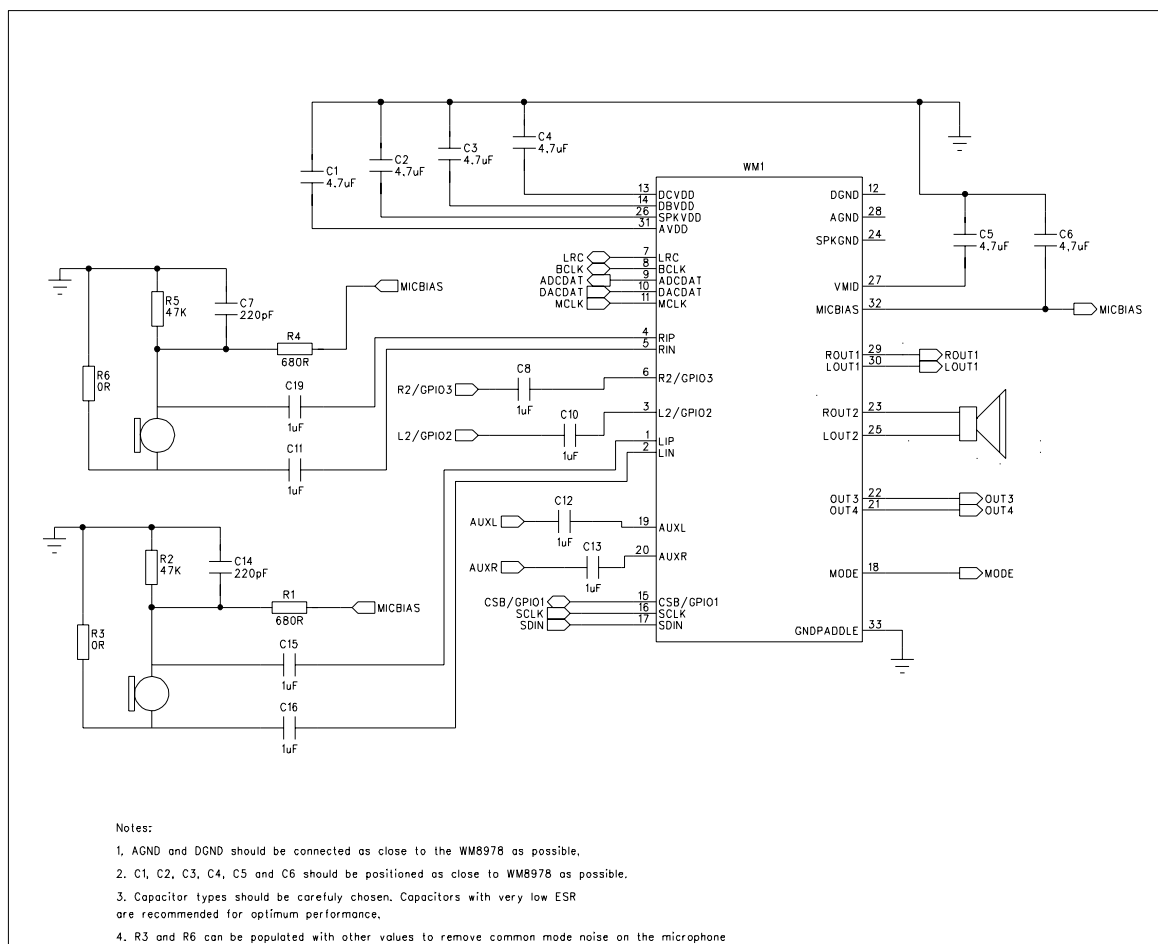 C4
4.7uF
C3
4.7uF
C2
4.7uF
C1
4.7uF
WM1
13 DCVDD
14 DBVDD
26 SPKVDD
31 AVDD
DGND 12
AGND 28
SPKGND 24
C5
4.7uF
C6
4.7uF
LRC 7 LRC
BCLK 8 BCLK
ADCDAT 9 ADCDAT
DACDAT 10 DACDAT
MCLK 11 MCLK
VMID 27
MICBIAS 32 MICBIAS
R5
47K
C7
220pF
MICBIAS
R4
680R
4 RIP
5 RIN
ROUT1 29 ROUT1
LOUT1 30 LOUT1
R6
0R
C19
1uF
C11
1uF
R2/GPIO3
C8
1uF
6 R2/GPIO3
L2/GPIO2
C10
1uF
3 L2/GPIO2
1 LIP
2 LIN
ROUT2 23
LOUT2 25
OUT3 22 OUT3
OUT4 21 OUT4
AUXL
C12
1uF
19 AUXL
AUXR
C13
1uF
20 AUXR
R2
47K
C14
220pF
R1
680R
MICBIAS
MODE 18 MODE
CSB/GPIO1 15 CSB/GPIO1
SCLK 16 SCLK
SDIN 17 SDIN
GNDPADDLE 33
R3
0R
C15
1uF
C16
1uF
Notes:
1. AGND and DGND should be connected as close to the WM8978 as possible.
2. C1, C2, C3, C4, C5 and C6 should be positioned as close to WM8978 as possible.
3. Capacitor types should be carefuly chosen. Capacitors with very low ESR
are recommended for optimum performance.
4. R3 and R6 can be populated with other values to remove common mode noise on the microphone